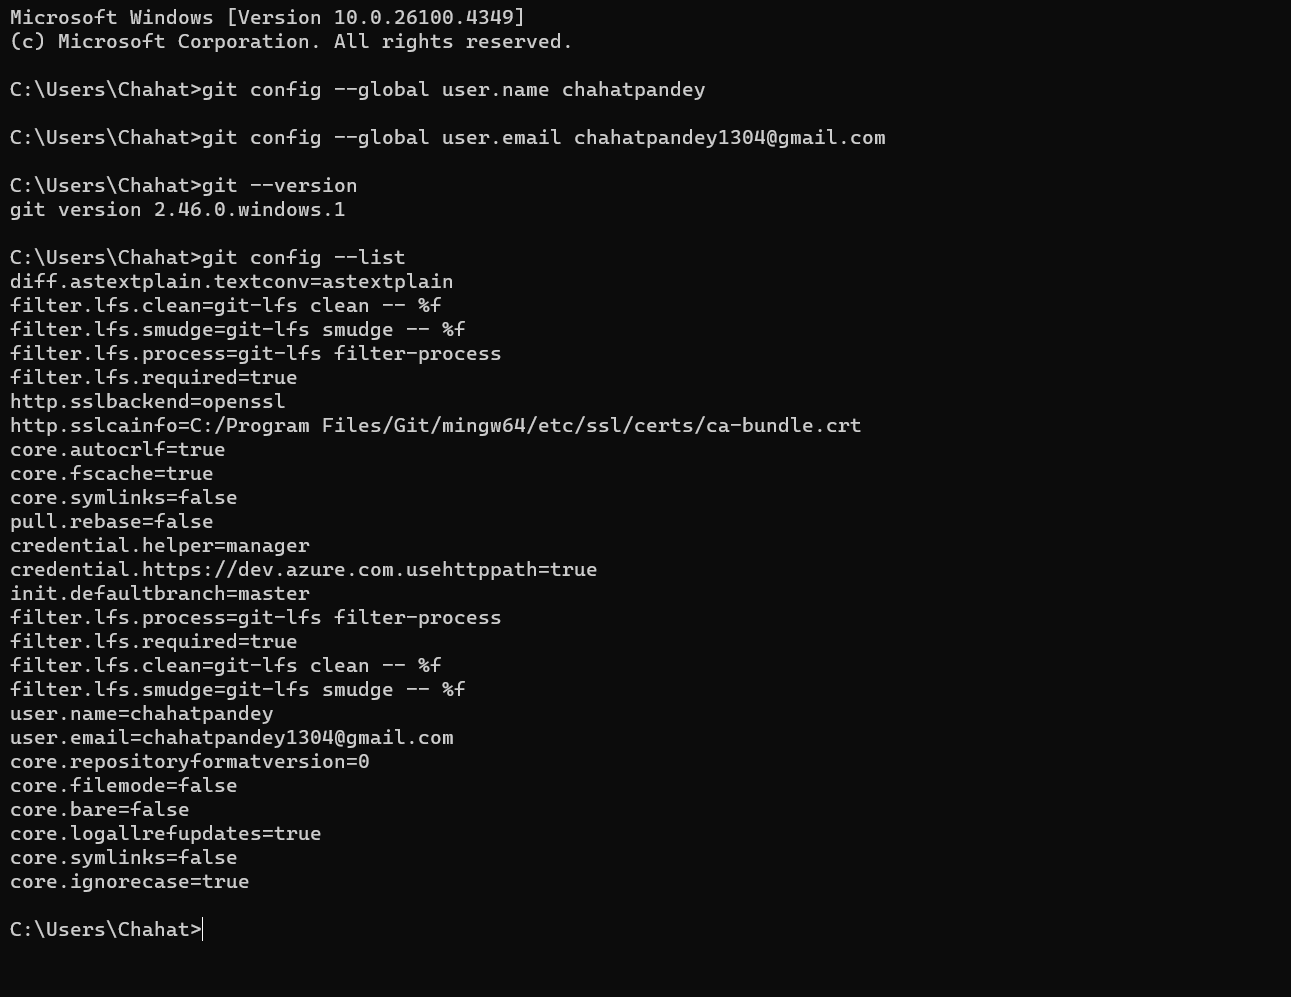 Microsoft Windows [Version 10.0.26100.4349]
(c) Microsoft Corporation. All rights reserved.
C:\Users\Chahat>git config --global user.name chahatpandey
C:\Users\Chahat>git config --global user.email chahatpandey1304@gmail.com
C:\Users\Chahat>git --version
git version 2.46.0.windows.1
C:\Users\Chahat>git config --list
diff.astextplain.textconv=astextplain
filter.lfs.clean=git-lfs clean -- %f
filter.lfs.smudge=git-lfs smudge -- %f
filter.lfs.process=git-lfs filter-process
filter.lfs.required=true
http.sslbackend=openssl
http.sslcainfo=C:/Program Files/Git/mingw64/etc/ssl/certs/ca-bundle.crt
core.autocrlf=true
core.fscache=true
core.symlinks=false
pull.rebase=false
credential.helper=manager
credential.https://dev.azure.com.usehttppath=true
init.defaultbranch=master
filter.lfs.process=git-lfs filter-process
filter.lfs.required=true
filter.lfs.clean=git-lfs clean -- %f
filter.lfs.smudge=git-lfs smudge -- %f
user.name=chahatpandey
user.email=chahatpandey1304@gmail.com
core.repositoryformatversion=0
core.filemode=false
core.bare=false
core.logallrefupdates=true
core.symlinks=false
core.ignorecase=true
C:\Users\Chahat>